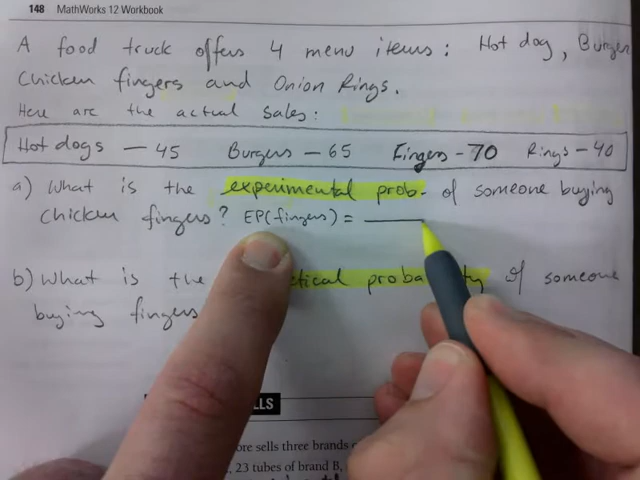 148 MathWorks 12 Workbook
A food truck offers 4 menu items: Hot dog, Burger
Chicken fingers and Onion Rings.
Here are the actual sales:
Hot dogs — 45 Burgers — 65 Fingers - 70 Rings — 40
a) What is the experimental prob. of someone buying
chicken fingers? EP(fingers) =
b) What is the etical probability of someone
buying fingers
LLS
ore sells three brands
, 23 tubes of brand B,